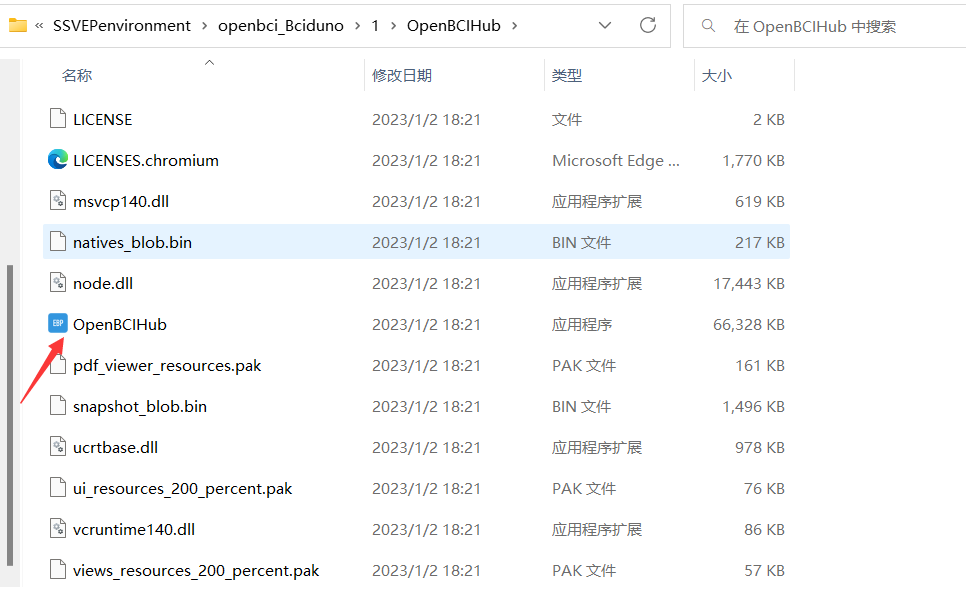 « SSVEPenvironment › openbci_Bciduno › 1 › OpenBCIHub ›
在 OpenBCIHub 中搜索
名称 修改日期 类型 大小
LICENSE 2023/1/2 18:21 文件 2 KB
LICENSES.chromium 2023/1/2 18:21 Microsoft Edge ... 1,770 KB
msvcp140.dll 2023/1/2 18:21 应用程序扩展 619 KB
natives_blob.bin 2023/1/2 18:21 BIN 文件 217 KB
node.dll 2023/1/2 18:21 应用程序扩展 17,443 KB
EBP OpenBCIHub 2023/1/2 18:21 应用程序 66,328 KB
pdf_viewer_resources.pak 2023/1/2 18:21 PAK 文件 161 KB
snapshot_blob.bin 2023/1/2 18:21 BIN 文件 1,496 KB
ucrtbase.dll 2023/1/2 18:21 应用程序扩展 978 KB
ui_resources_200_percent.pak 2023/1/2 18:21 PAK 文件 76 KB
vcruntime140.dll 2023/1/2 18:21 应用程序扩展 86 KB
views_resources_200_percent.pak 2023/1/2 18:21 PAK 文件 57 KB